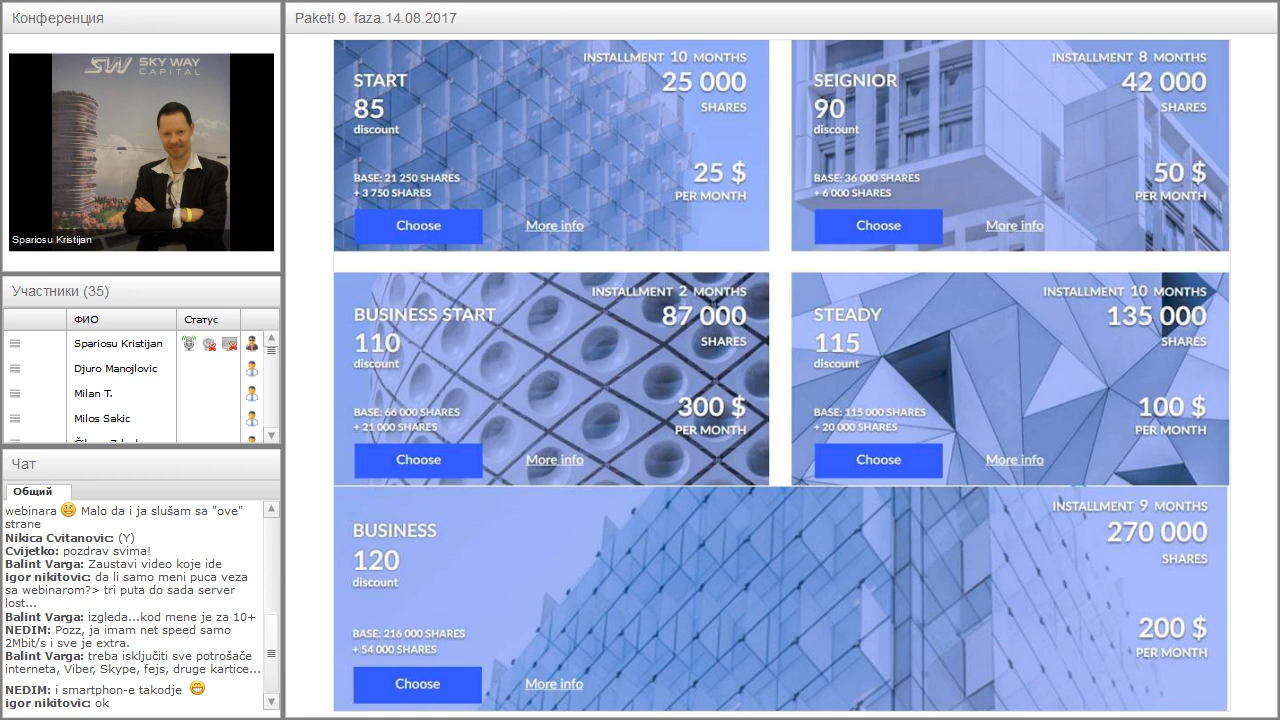 Конференция
SW SKY WAY
CAPITAL
Spariosu Kristijan
Участники (35)
ФИО
Статус
Spariosu Kristijan
Djuro Manojlovic
Milan T.
Milos Sakic
Чат
Общий
webinara Malo da i ja slušam sa "ove"
strane
Nikica Cvitanovic: (Y)
Cvijetko: pozdrav svima!
Balint Varga: Zaustavi video koje ide
igor nikitovic: da li samo meni puca veza
sa webinarom?> tri puta do sada server
lost...
Balint Varga: izgleda...kod mene je za 10+
NEDIM: Pozz, ja imam net speed samo
2Mbit/s i sve je extra.
Balint Varga: treba isključiti sve potrošače
interneta, Viber, Skype, fejs, druge kartice...
NEDIM: i smartphon-e takodje
igor nikitovic: ok
Paketi 9. faza.14.08.2017
INSTALLMENT 10 MONTHS
START
25 000
85
SHARES
discount
25 $
BASE: 21 250 SHARES
PER MONTH
+ 3 750 SHARES
Choose
More info
INSTALLMENT 8 MONTHS
SEIGNIOR
42 000
90
SHARES
discount
50 $
BASE: 36 000 SHARES
PER MONTH
+ 6 000 SHARES
Choose
More info
INSTALLMENT 2 MONTHS
BUSINESS START
87 000
110
SHARES
discount
300 $
BASE: 66 000 SHARES
PER MONTH
+ 21 000 SHARES
Choose
More info
INSTALLMENT 10 MONTHS
STEADY
135 000
115
SHARES
discount
100 $
BASE: 115 000 SHARES
PER MONTH
+ 20 000 SHARES
Choose
More info
INSTALLMENT 9 MONTHS
BUSINESS
270 000
120
SHARES
discount
200 $
BASE: 216 000 SHARES
PER MONTH
+ 54 000 SHARES
Choose
More info